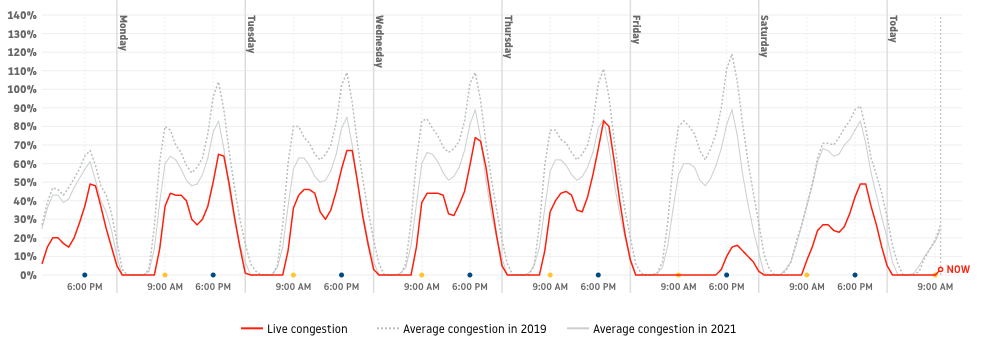 140%
130%
120%
110%
100%
90%
80%
70%
60%
50%
40%
30%
20%
10%
0%
Monday
Tuesday
Wednesday
Thursday
Friday
Saturday
Today
NOW
6:00 PM 9:00 AM 6:00 PM 9:00 AM 6:00 PM 9:00 AM 6:00 PM 9:00 AM 6:00 PM 9:00 AM 6:00 PM 9:00 AM 6:00 PM 9:00 AM
Live congestion Average congestion in 2019 Average congestion in 2021